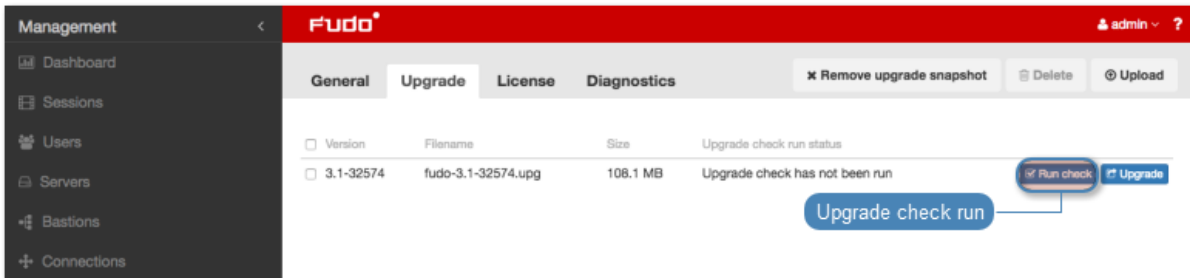 Management
FUDO
admin
?
Dashboard
General
Upgrade
License
Diagnostics
Remove upgrade snapshot
Delete
Upload
Sessions
Users
Version
Filename
Size
Upgrade check run status
3.1-32574
fudo-3.1-32574.upg
108.1 MB
Upgrade check has not been run
Run check
Upgrade
Servers
Upgrade check run
Bastions
Connections